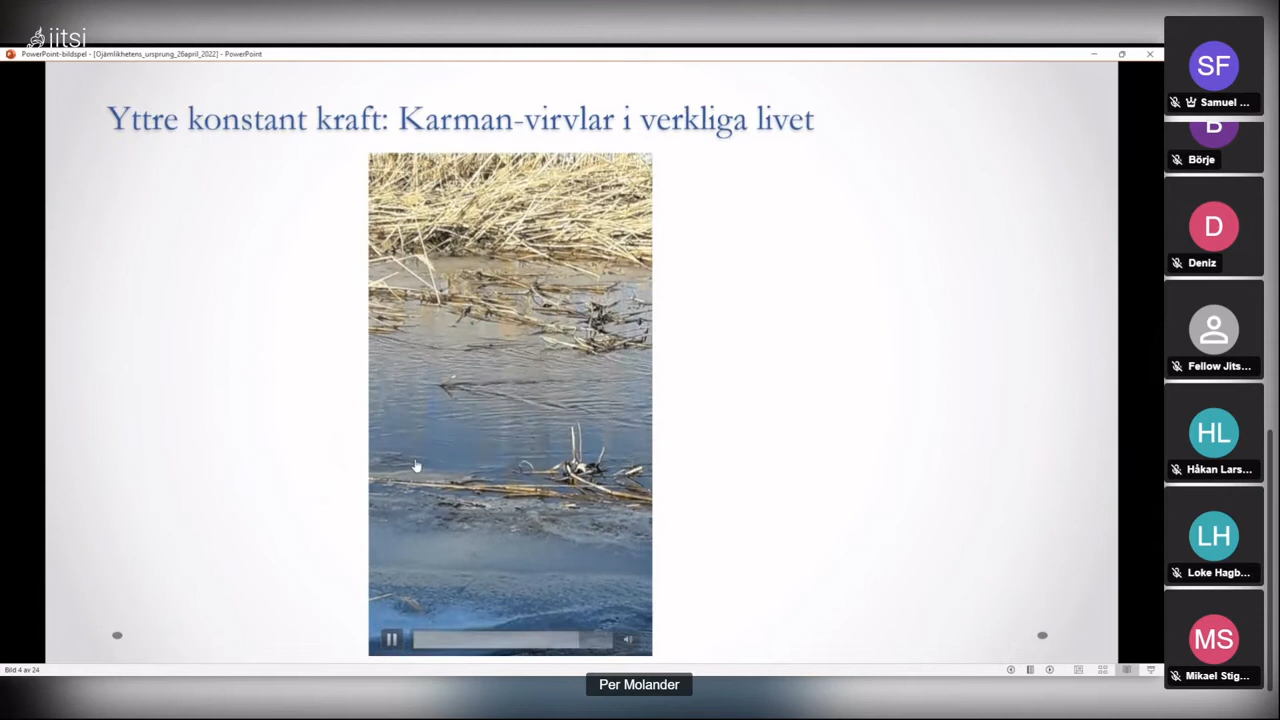 jitsi
PowerPoint-bildspel - [Ojämlikhetens_ursprung_26april_2022] - PowerPoint
Yttre konstant kraft: Karman-virvlar i verkliga livet
Bild 4 av 24
Per Molander
SF
Samuel ...
B
Börje
D
Deniz
Fellow Jits...
HL
Håkan Lars...
LH
Loke Hagb...
MS
Mikael Stig...